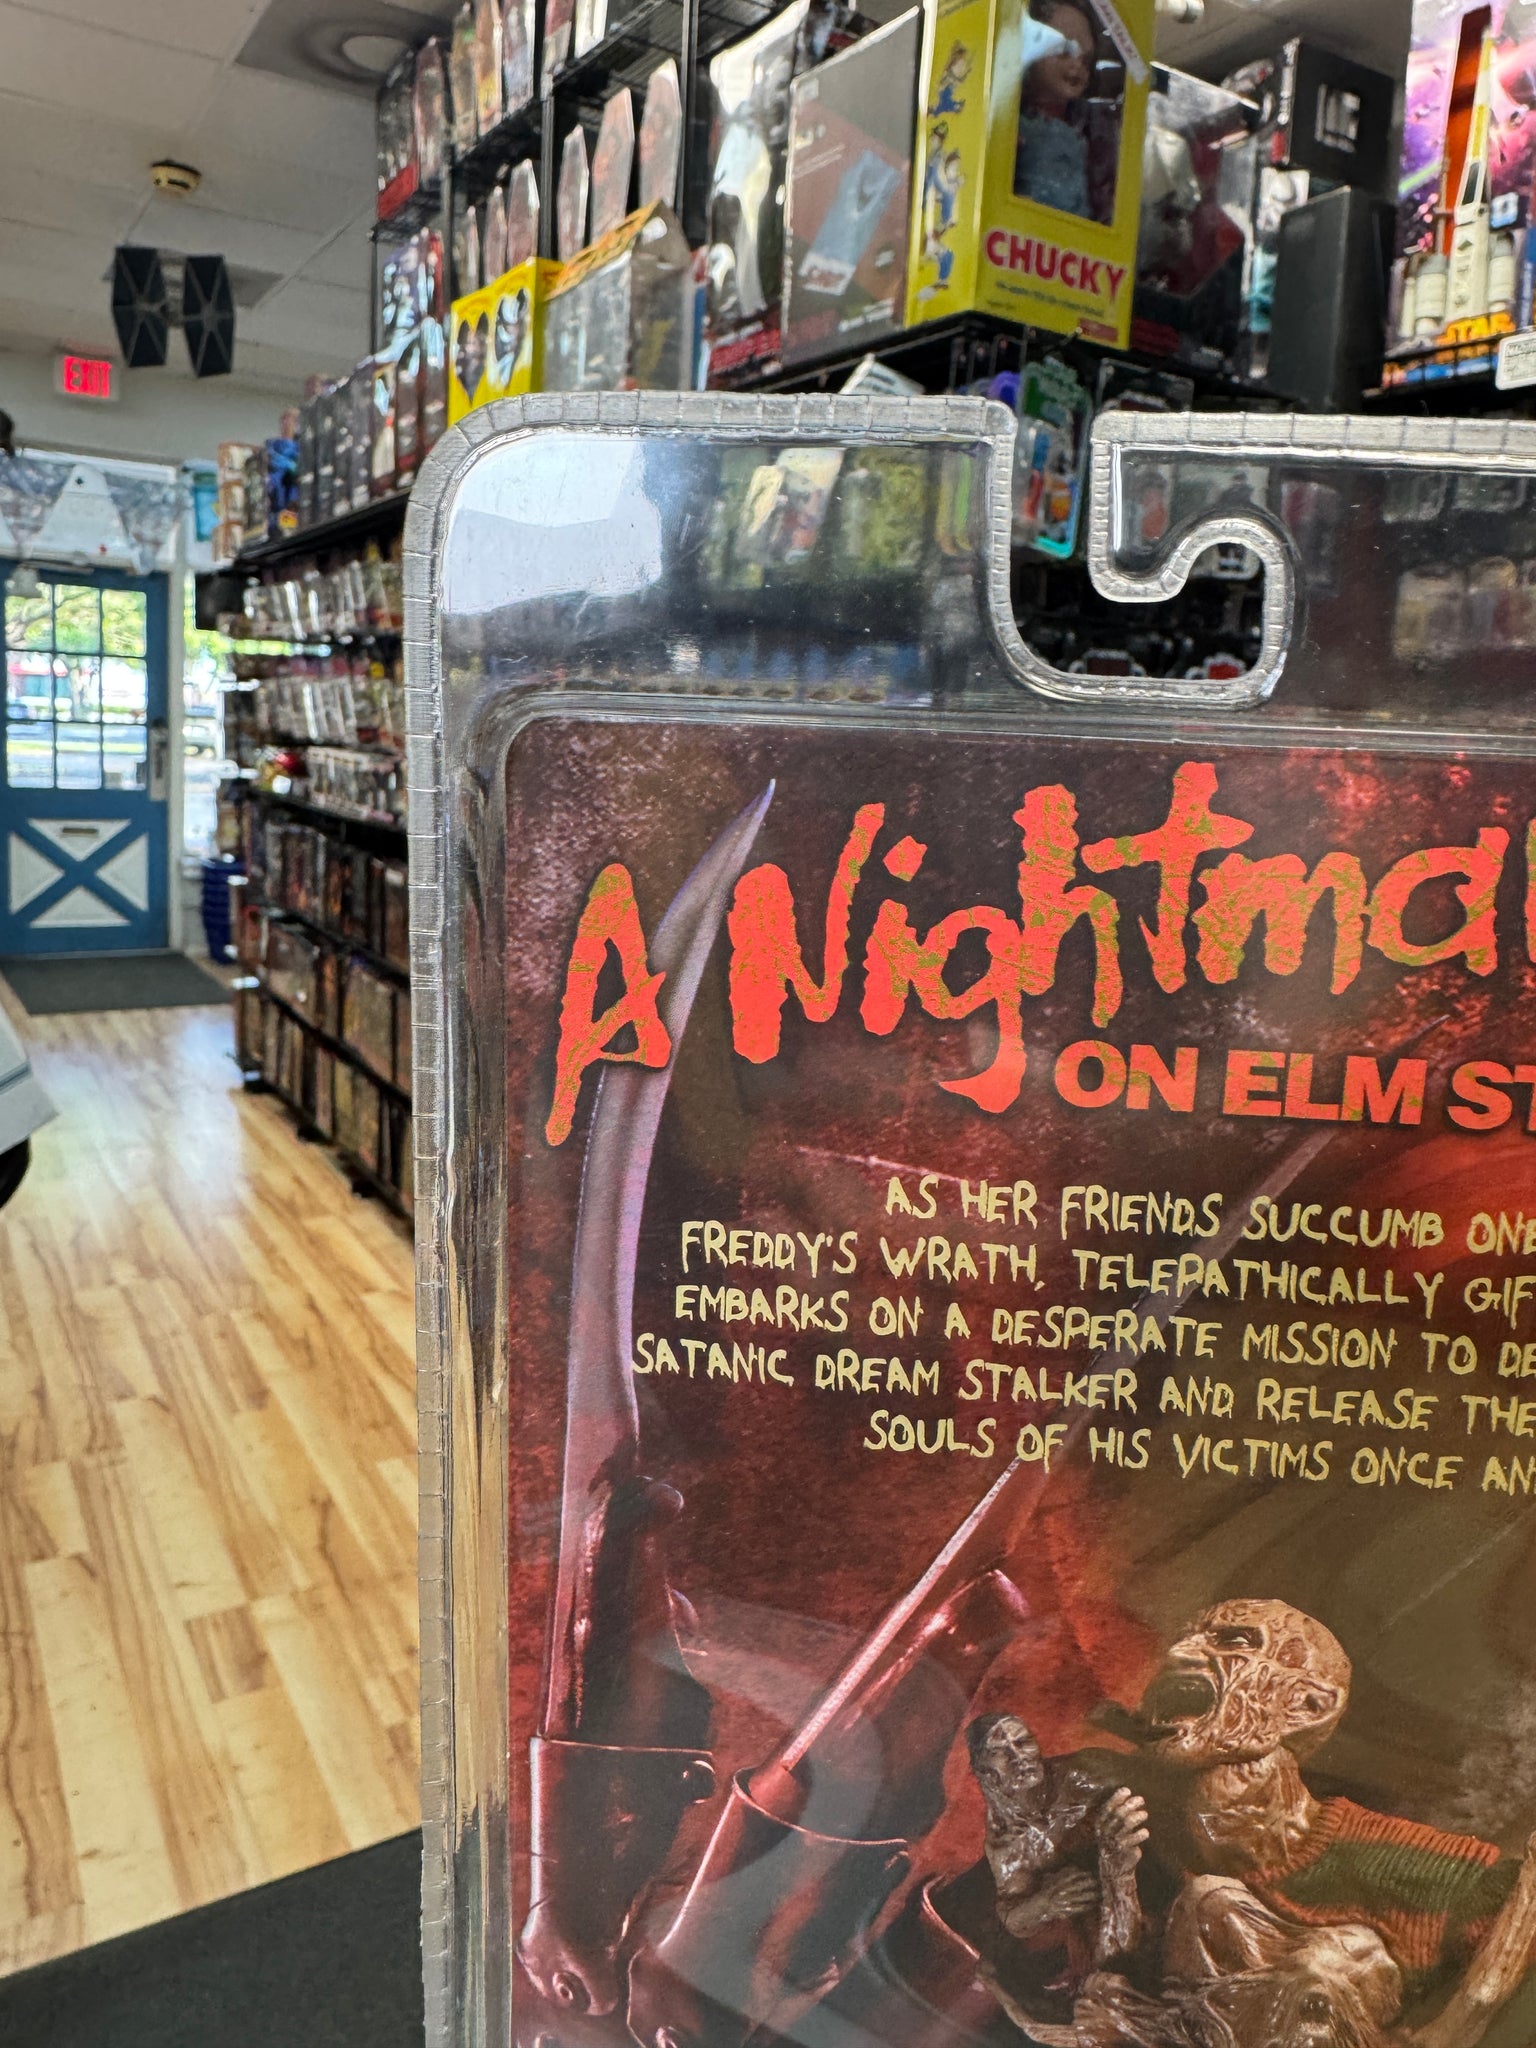 EXIT
CHUCKY
STAR
A Nightma
ON ELM ST
AS HER FRIENDS SUCCUMB ONE
FREDDY'S WRATH, TELEPATHICALLY GIF
EMBARKS ON A DESPERATE MISSION TO DE
SATANIC DREAM STALKER AND RELEASE THE
SOULS OF HIS VICTIMS ONCE AN